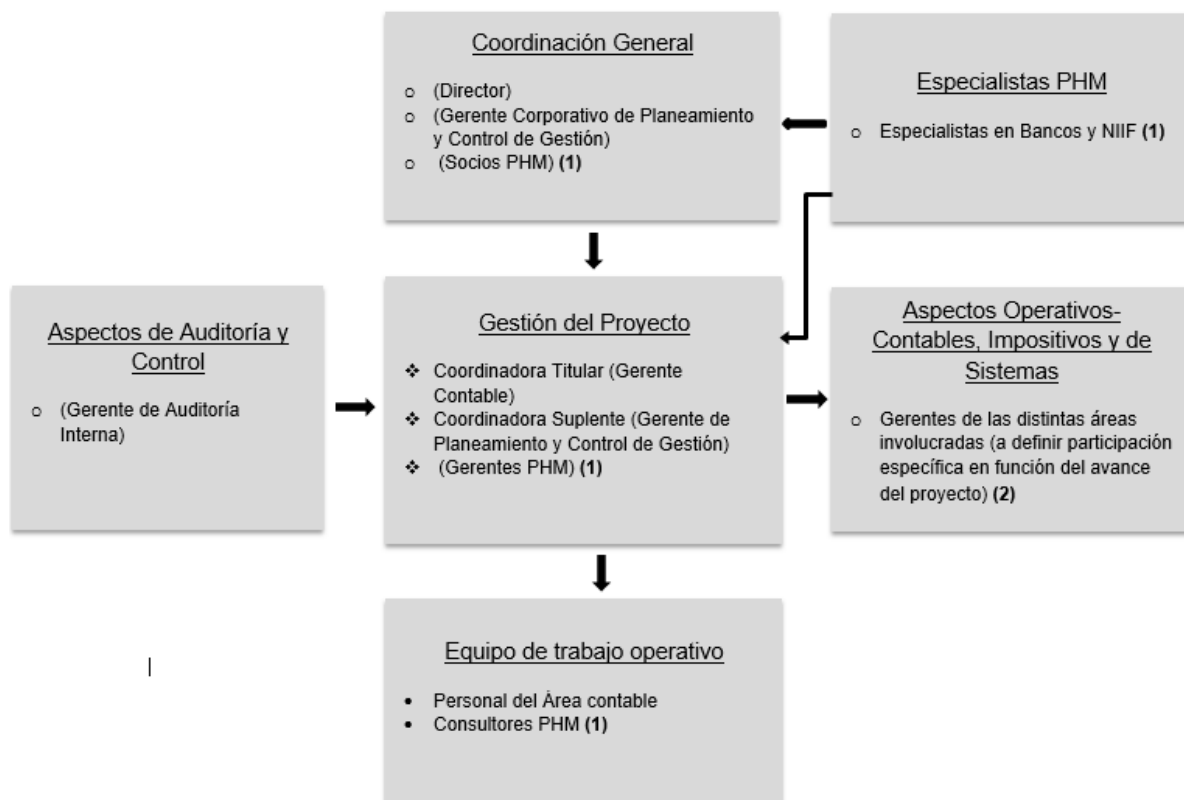 Coordinación General
o (Director)
o (Gerente Corporativo de Planeamiento
y Control de Gestión)
o (Socios PHM) (1)
Especialistas PHM
o Especialistas en Bancos y NIIF (1)
Aspectos de Auditoría y
Control
o (Gerente de Auditoría
Interna)
Gestión del Proyecto
❖ Coordinadora Titular (Gerente
Contable)
❖ Coordinadora Suplente (Gerente de
Planeamiento y Control de Gestión)
❖ (Gerentes PHM) (1)
Aspectos Operativos-
Contables, Impositivos y de
Sistemas
o Gerentes de las distintas áreas
involucradas (a definir participación
específica en función del avance
del proyecto) (2)
Equipo de trabajo operativo
• Personal del Área contable
• Consultores PHM (1)